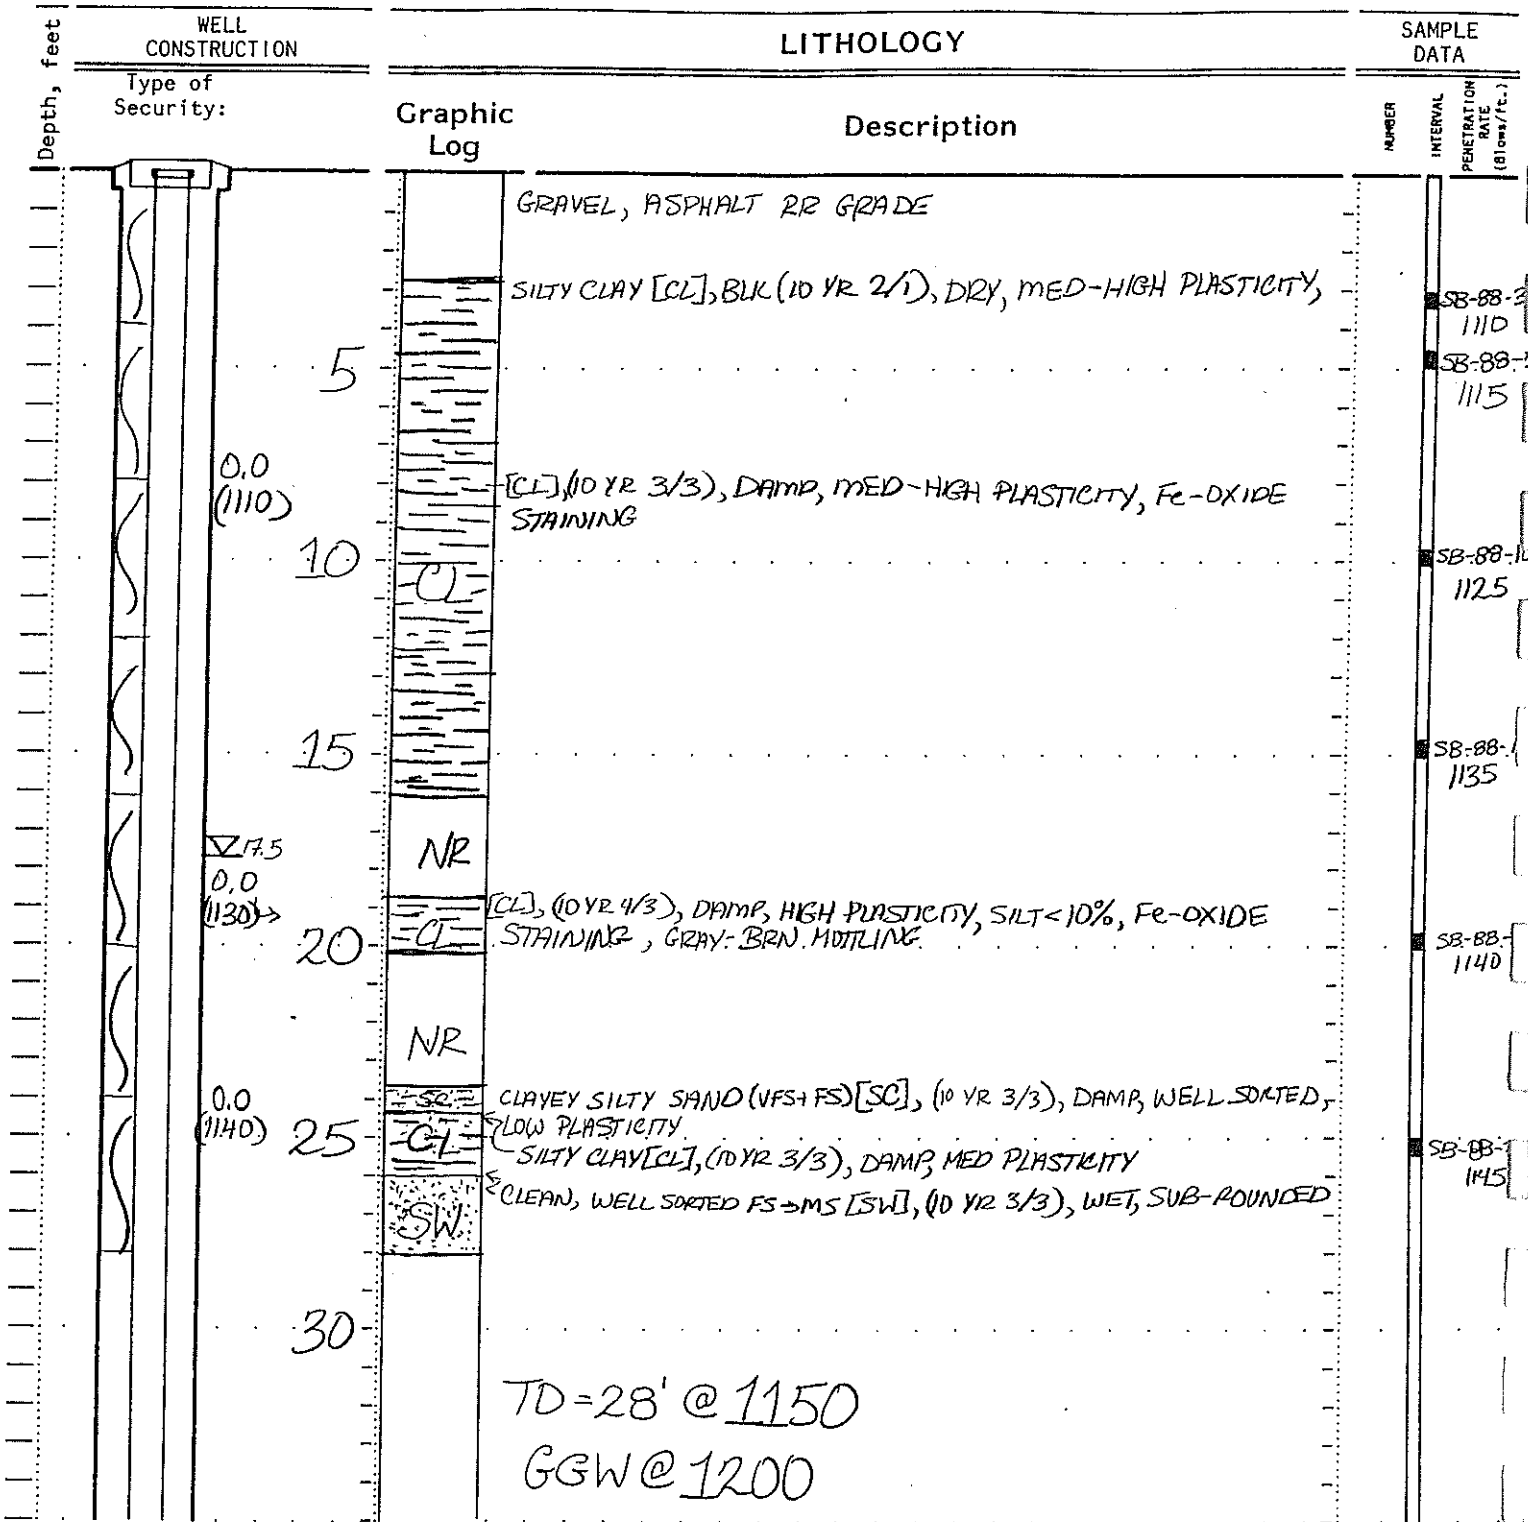 Depth, feet
WELL
CONSTRUCTION
LITHOLOGY
SAMPLE
DATA
Type of
Security:
Graphic
Log
Description
NUMBER
INTERVAL
PENETRATION
RATE
(Blows/ft.)
GRAVEL, ASPHALT RR GRADE
SILTY CLAY [CL], BLK (10 YR 2/1), DRY, MED-HIGH PLASTICITY,
SB-88-3
1110
5
SB-88-5
1115
0.0
(1110)
[CL], (10 YR 3/3), DAMP, MED-HIGH PLASTICITY, Fe-OXIDE
STAINING
10
CL
SB-88-10
1125
15
SB-88-1
1135
NR
17.5
0.0
(1130)→
[CL], (10 YR 4/3), DAMP, HIGH PLASTICITY, SILT<10%, Fe-OXIDE
STAINING, GRAY-BRN. MOTTLING.
20
CL
SB-88-
1140
NR
0.0
(1140)
SC
CLAYEY SILTY SAND (VFS+FS) [SC], (10 YR 3/3), DAMP, WELL SORTED,
LOW PLASTICITY
25
CL
SILTY CLAY [CL], (10 YR 3/3), DAMP, MED PLASTICITY
SB-88-
1145
CLEAN, WELL SORTED FS→MS [SW], (10 YR 3/3), WET, SUB-ROUNDED
SW
30
TD=28' @ 1150
GGW @ 1200